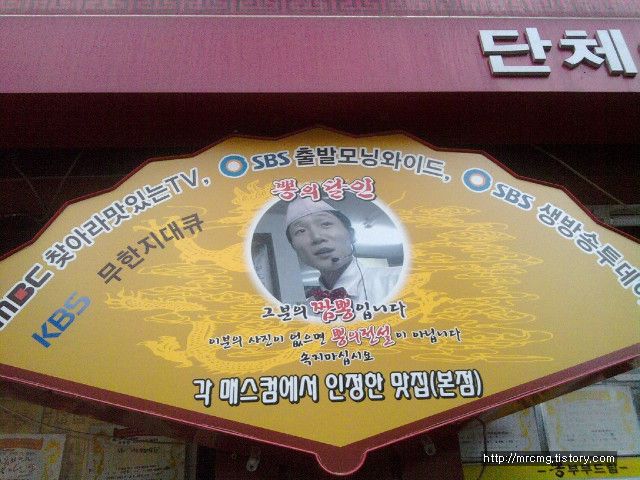 단체
MBC 찾아라맛있는TV, SBS 출발모닝와이드, SBS 생방송투데이
KBS 무한지대큐
뽕의달인
그분의 짬뽕입니다
이분의 사진이 없으면 뽕의전설이 아닙니다
속지마십시요
각 매스컴에서 인정한 맛집(본점)
http://mrcmg.tistory.com